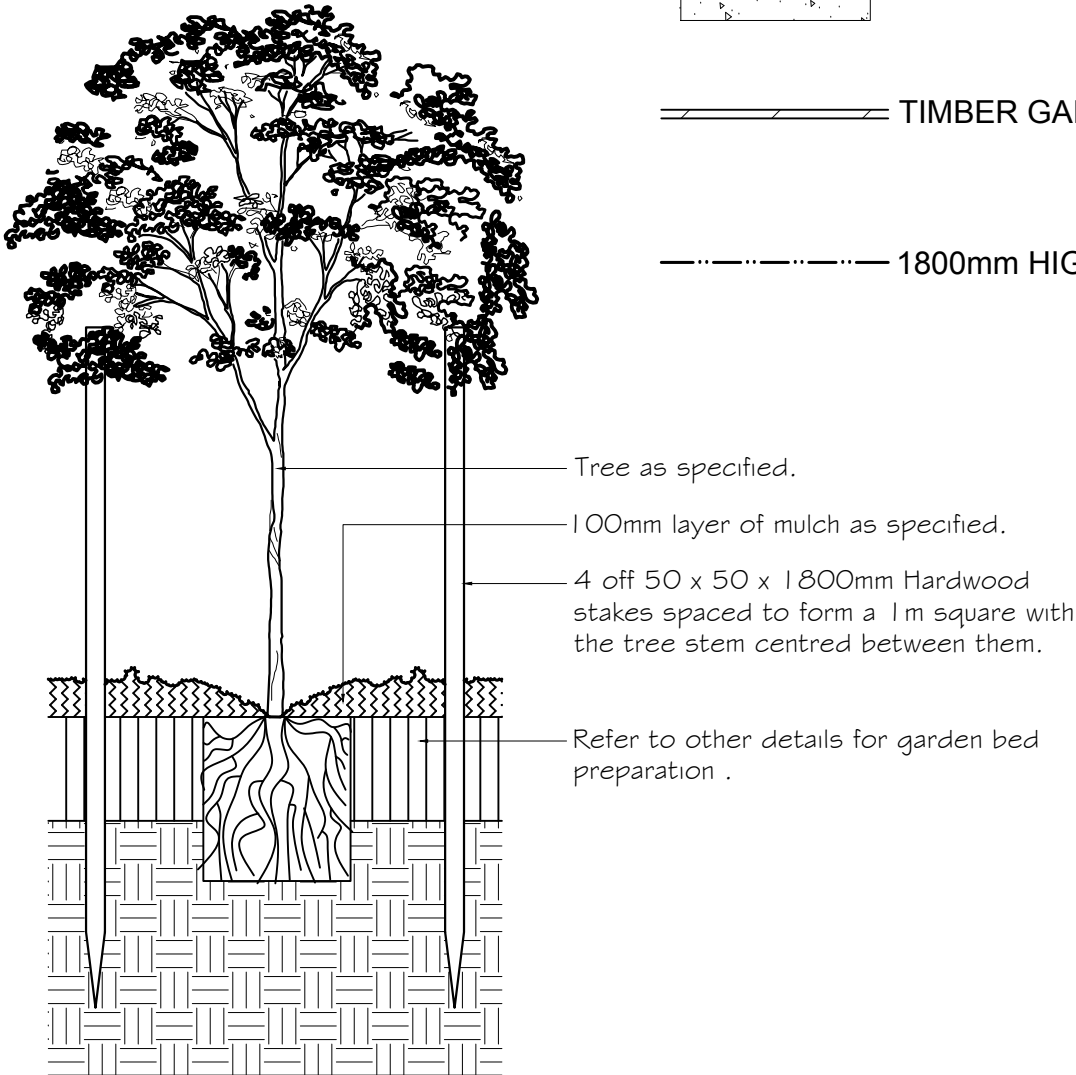 TIMBER GA
1800mm HIG
Tree as specified.
100mm layer of mulch as specified.
4 off 50 x 50 x 1800mm Hardwood
stakes spaced to form a 1m square with
the tree stem centred between them.
Refer to other details for garden bed
preparation .